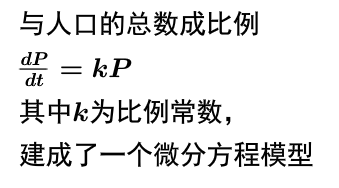 与人口的总数成比例
dP/dt = kP
其中k为比例常数，
建成了一个微分方程模型